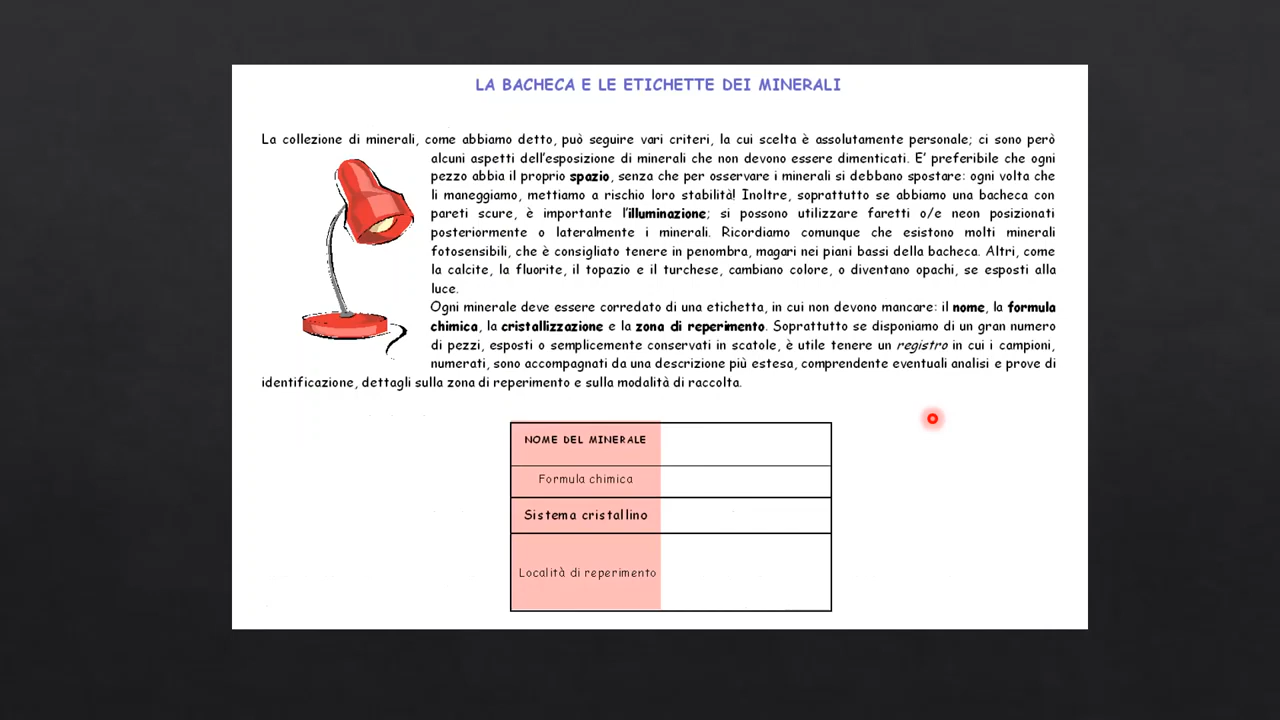 LA BACHECA E LE ETICHETTE DEI MINERALI
La collezione di minerali, come abbiamo detto, può seguire vari criteri, la cui scelta è assolutamente personale; ci sono però
alcuni aspetti dell'esposizione di minerali che non devono essere dimenticati. E' preferibile che ogni
pezzo abbia il proprio spazio, senza che per osservare i minerali si debbano spostare: ogni volta che
li maneggiamo, mettiamo a rischio loro stabilità! Inoltre, soprattutto se abbiamo una bacheca con
pareti scure, è importante l'illuminazione; si possono utilizzare faretti o/e neon posizionati
posteriormente o lateralmente i minerali. Ricordiamo comunque che esistono molti minerali
fotosensibili, che è consigliato tenere in penombra, magari nei piani bassi della bacheca. Altri, come
la calcite, la fluorite, il topazio e il turchese, cambiano colore, o diventano opachi, se esposti alla
luce.
Ogni minerale deve essere corredato di una etichetta, in cui non devono mancare: il nome, la formula
chimica, la cristallizzazione e la zona di reperimento. Soprattutto se disponiamo di un gran numero
di pezzi, esposti o semplicemente conservati in scatole, è utile tenere un registro in cui i campioni,
numerati, sono accompagnati da una descrizione più estesa, comprendente eventuali analisi e prove di
identificazione, dettagli sulla zona di reperimento e sulla modalità di raccolta.
NOME DEL MINERALE
Formula chimica
Sistema cristallino
Località di reperimento